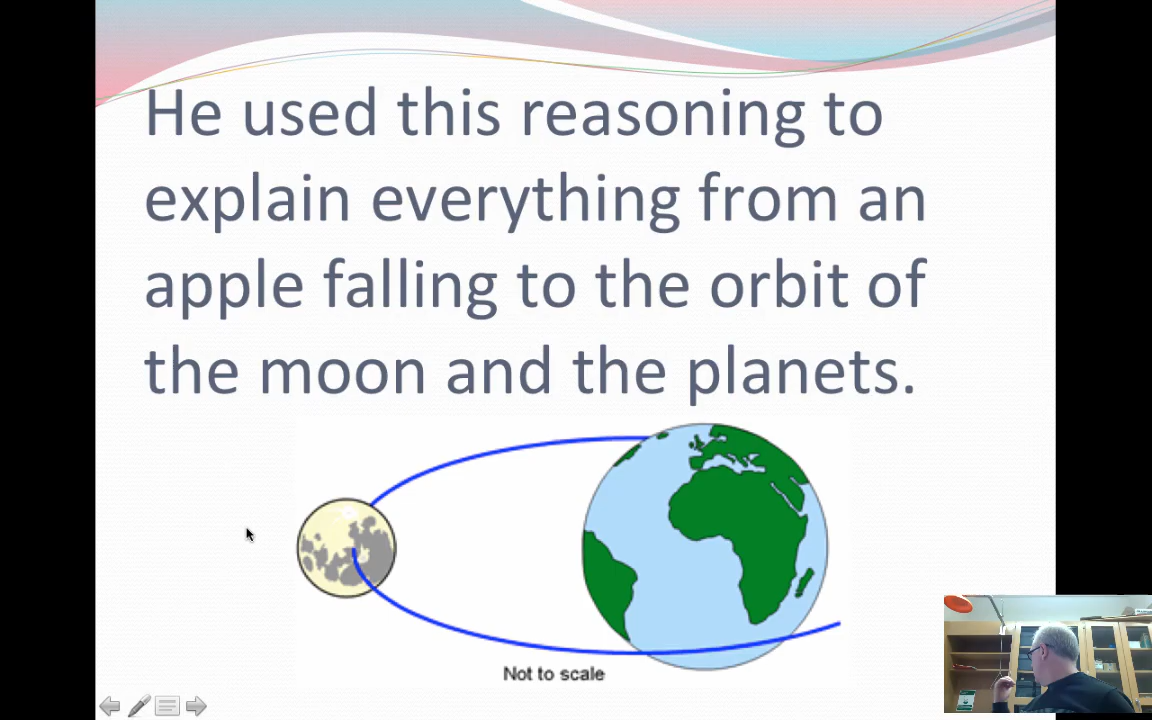 He used this reasoning to
explain everything from an
apple falling to the orbit of
the moon and the planets.
Not to scale